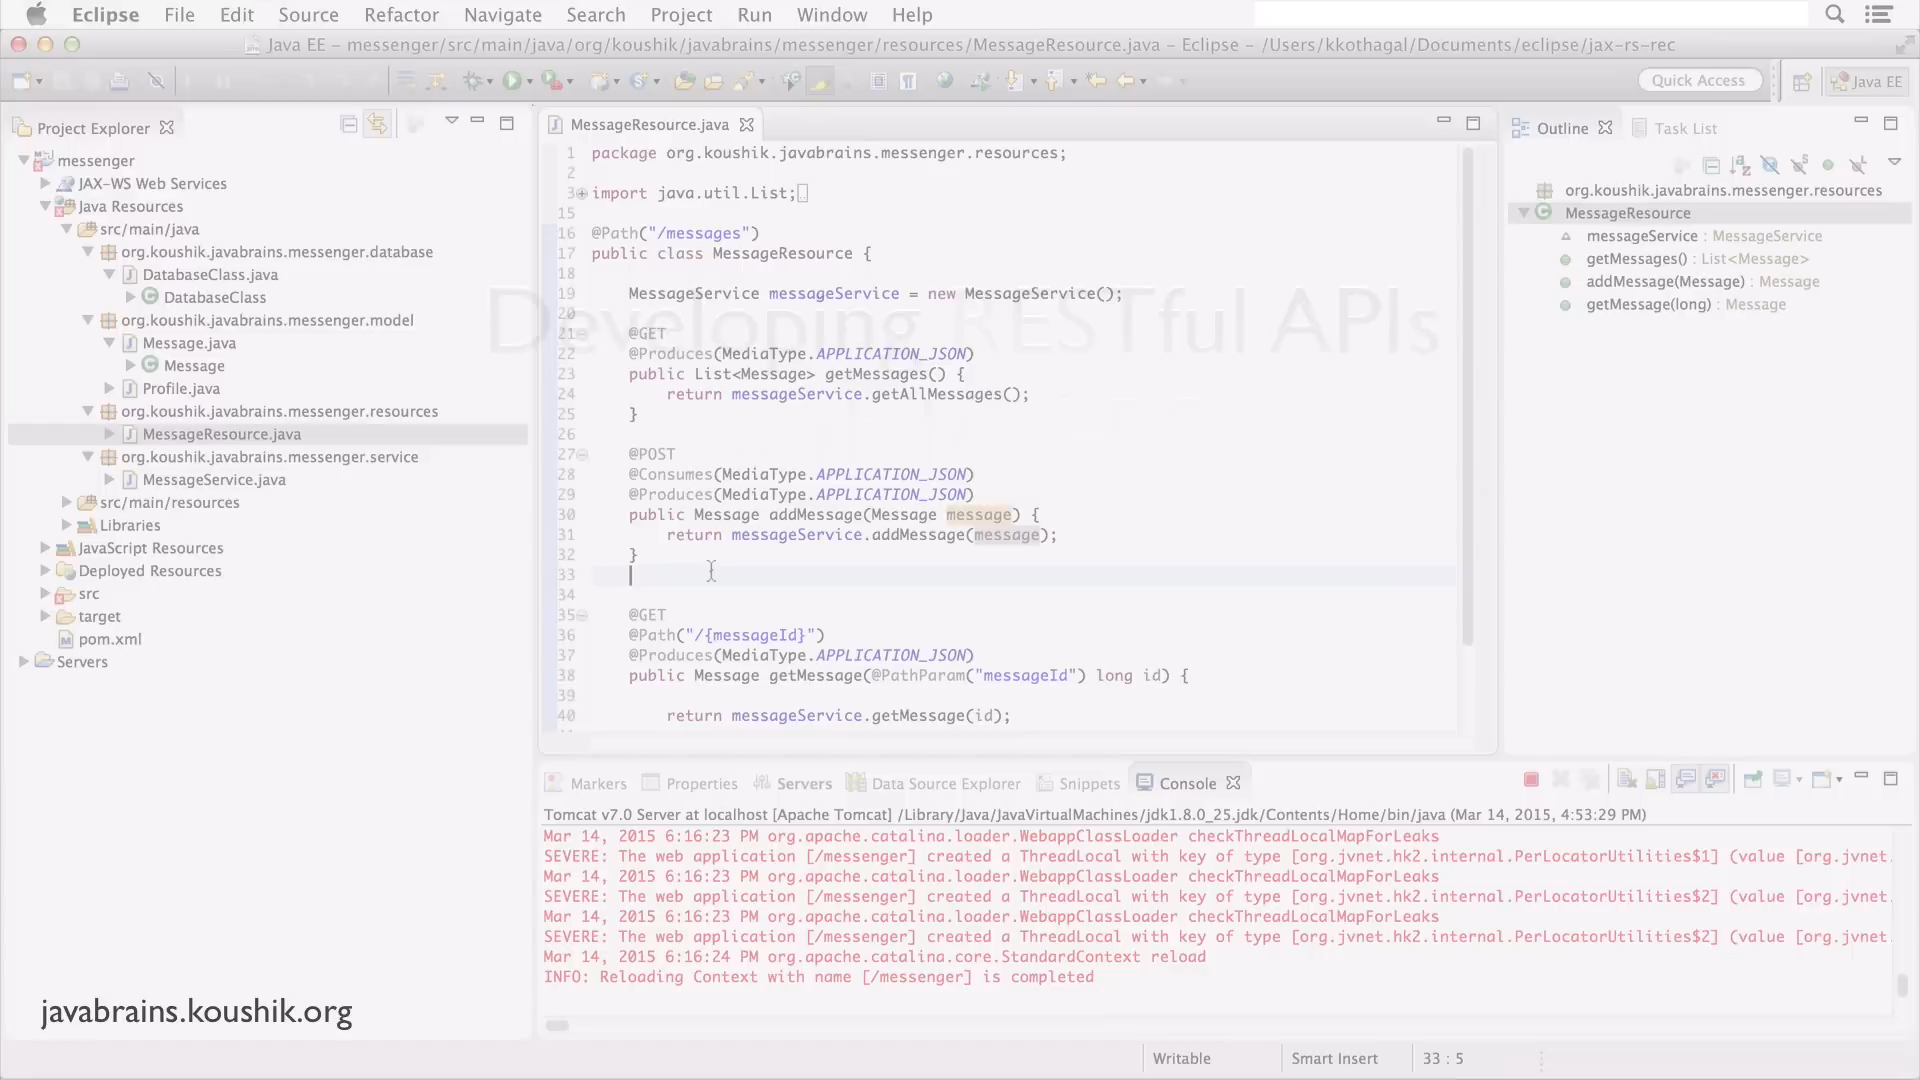 Eclipse File Edit Source Refactor Navigate Search Project Run Window Help
Java EE – messenger/src/main/java/org/koushik/javabrains/messenger/resources/MessageResource.java – Eclipse – /Users/kkothagal/Documents/eclipse/jax-rs-rec
Quick Access
Java EE
Project Explorer
messenger
JAX-WS Web Services
Java Resources
src/main/java
org.koushik.javabrains.messenger.database
DatabaseClass.java
DatabaseClass
org.koushik.javabrains.messenger.model
Message.java
Message
Profile.java
org.koushik.javabrains.messenger.resources
MessageResource.java
org.koushik.javabrains.messenger.service
MessageService.java
src/main/resources
Libraries
JavaScript Resources
Deployed Resources
src
target
pom.xml
Servers
javabrains.koushik.org
MessageResource.java
1 package org.koushik.javabrains.messenger.resources;
2
3 import java.util.List;
15
16 @Path("/messages")
17 public class MessageResource {
18
19 MessageService messageService = new MessageService();
20
21 @GET
22 @Produces(MediaType.APPLICATION_JSON)
23 public List<Message> getMessages() {
24 return messageService.getAllMessages();
25 }
26
27 @POST
28 @Consumes(MediaType.APPLICATION_JSON)
29 @Produces(MediaType.APPLICATION_JSON)
30 public Message addMessage(Message message) {
31 return messageService.addMessage(message);
32 }
33
34
35 @GET
36 @Path("/{messageId}")
37 @Produces(MediaType.APPLICATION_JSON)
38 public Message getMessage(@PathParam("messageId") long id) {
39
40 return messageService.getMessage(id);
Developing RESTful APIs
Outline
Task List
org.koushik.javabrains.messenger.resources
MessageResource
messageService : MessageService
getMessages() : List<Message>
addMessage(Message) : Message
getMessage(long) : Message
Markers Properties Servers Data Source Explorer Snippets Console
Tomcat v7.0 Server at localhost [Apache Tomcat] /Library/Java/JavaVirtualMachines/jdk1.8.0_25.jdk/Contents/Home/bin/java (Mar 14, 2015, 4:53:29 PM)
Mar 14, 2015 6:16:23 PM org.apache.catalina.loader.WebappClassLoader checkThreadLocalMapForLeaks
SEVERE: The web application [/messenger] created a ThreadLocal with key of type [org.jvnet.hk2.internal.PerLocatorUtilities$1] (value [org.jvnet.
Mar 14, 2015 6:16:23 PM org.apache.catalina.loader.WebappClassLoader checkThreadLocalMapForLeaks
SEVERE: The web application [/messenger] created a ThreadLocal with key of type [org.jvnet.hk2.internal.PerLocatorUtilities$2] (value [org.jvnet.
Mar 14, 2015 6:16:23 PM org.apache.catalina.loader.WebappClassLoader checkThreadLocalMapForLeaks
SEVERE: The web application [/messenger] created a ThreadLocal with key of type [org.jvnet.hk2.internal.PerLocatorUtilities$2] (value [org.jvnet.
Mar 14, 2015 6:16:24 PM org.apache.catalina.core.StandardContext reload
INFO: Reloading Context with name [/messenger] is completed
Writable
Smart Insert
33 : 5